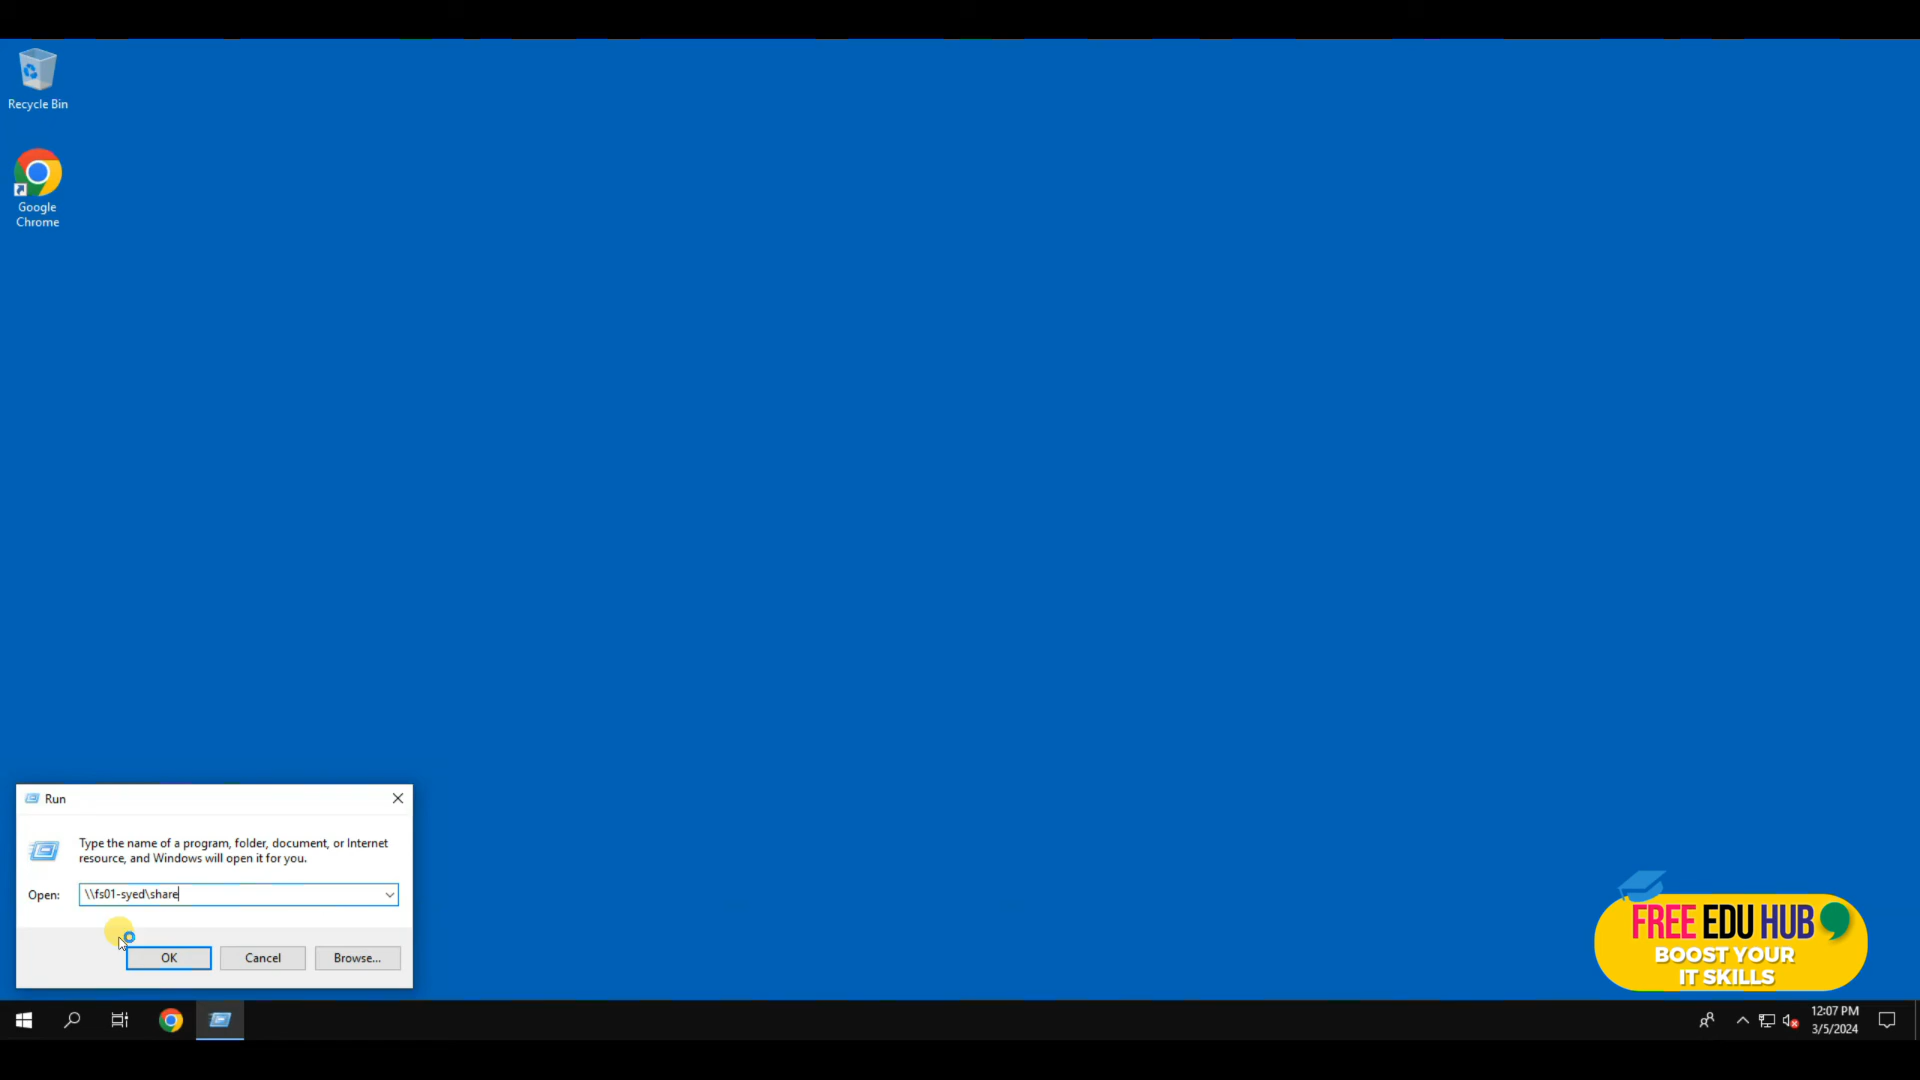 Recycle Bin
Google
Chrome
Run
Type the name of a program, folder, document, or Internet
resource, and Windows will open it for you.
Open:
\\fs01-syed\share
OK
Cancel
Browse...
FREE EDU HUB
BOOST YOUR
IT SKILLS
12:07 PM
3/5/2024